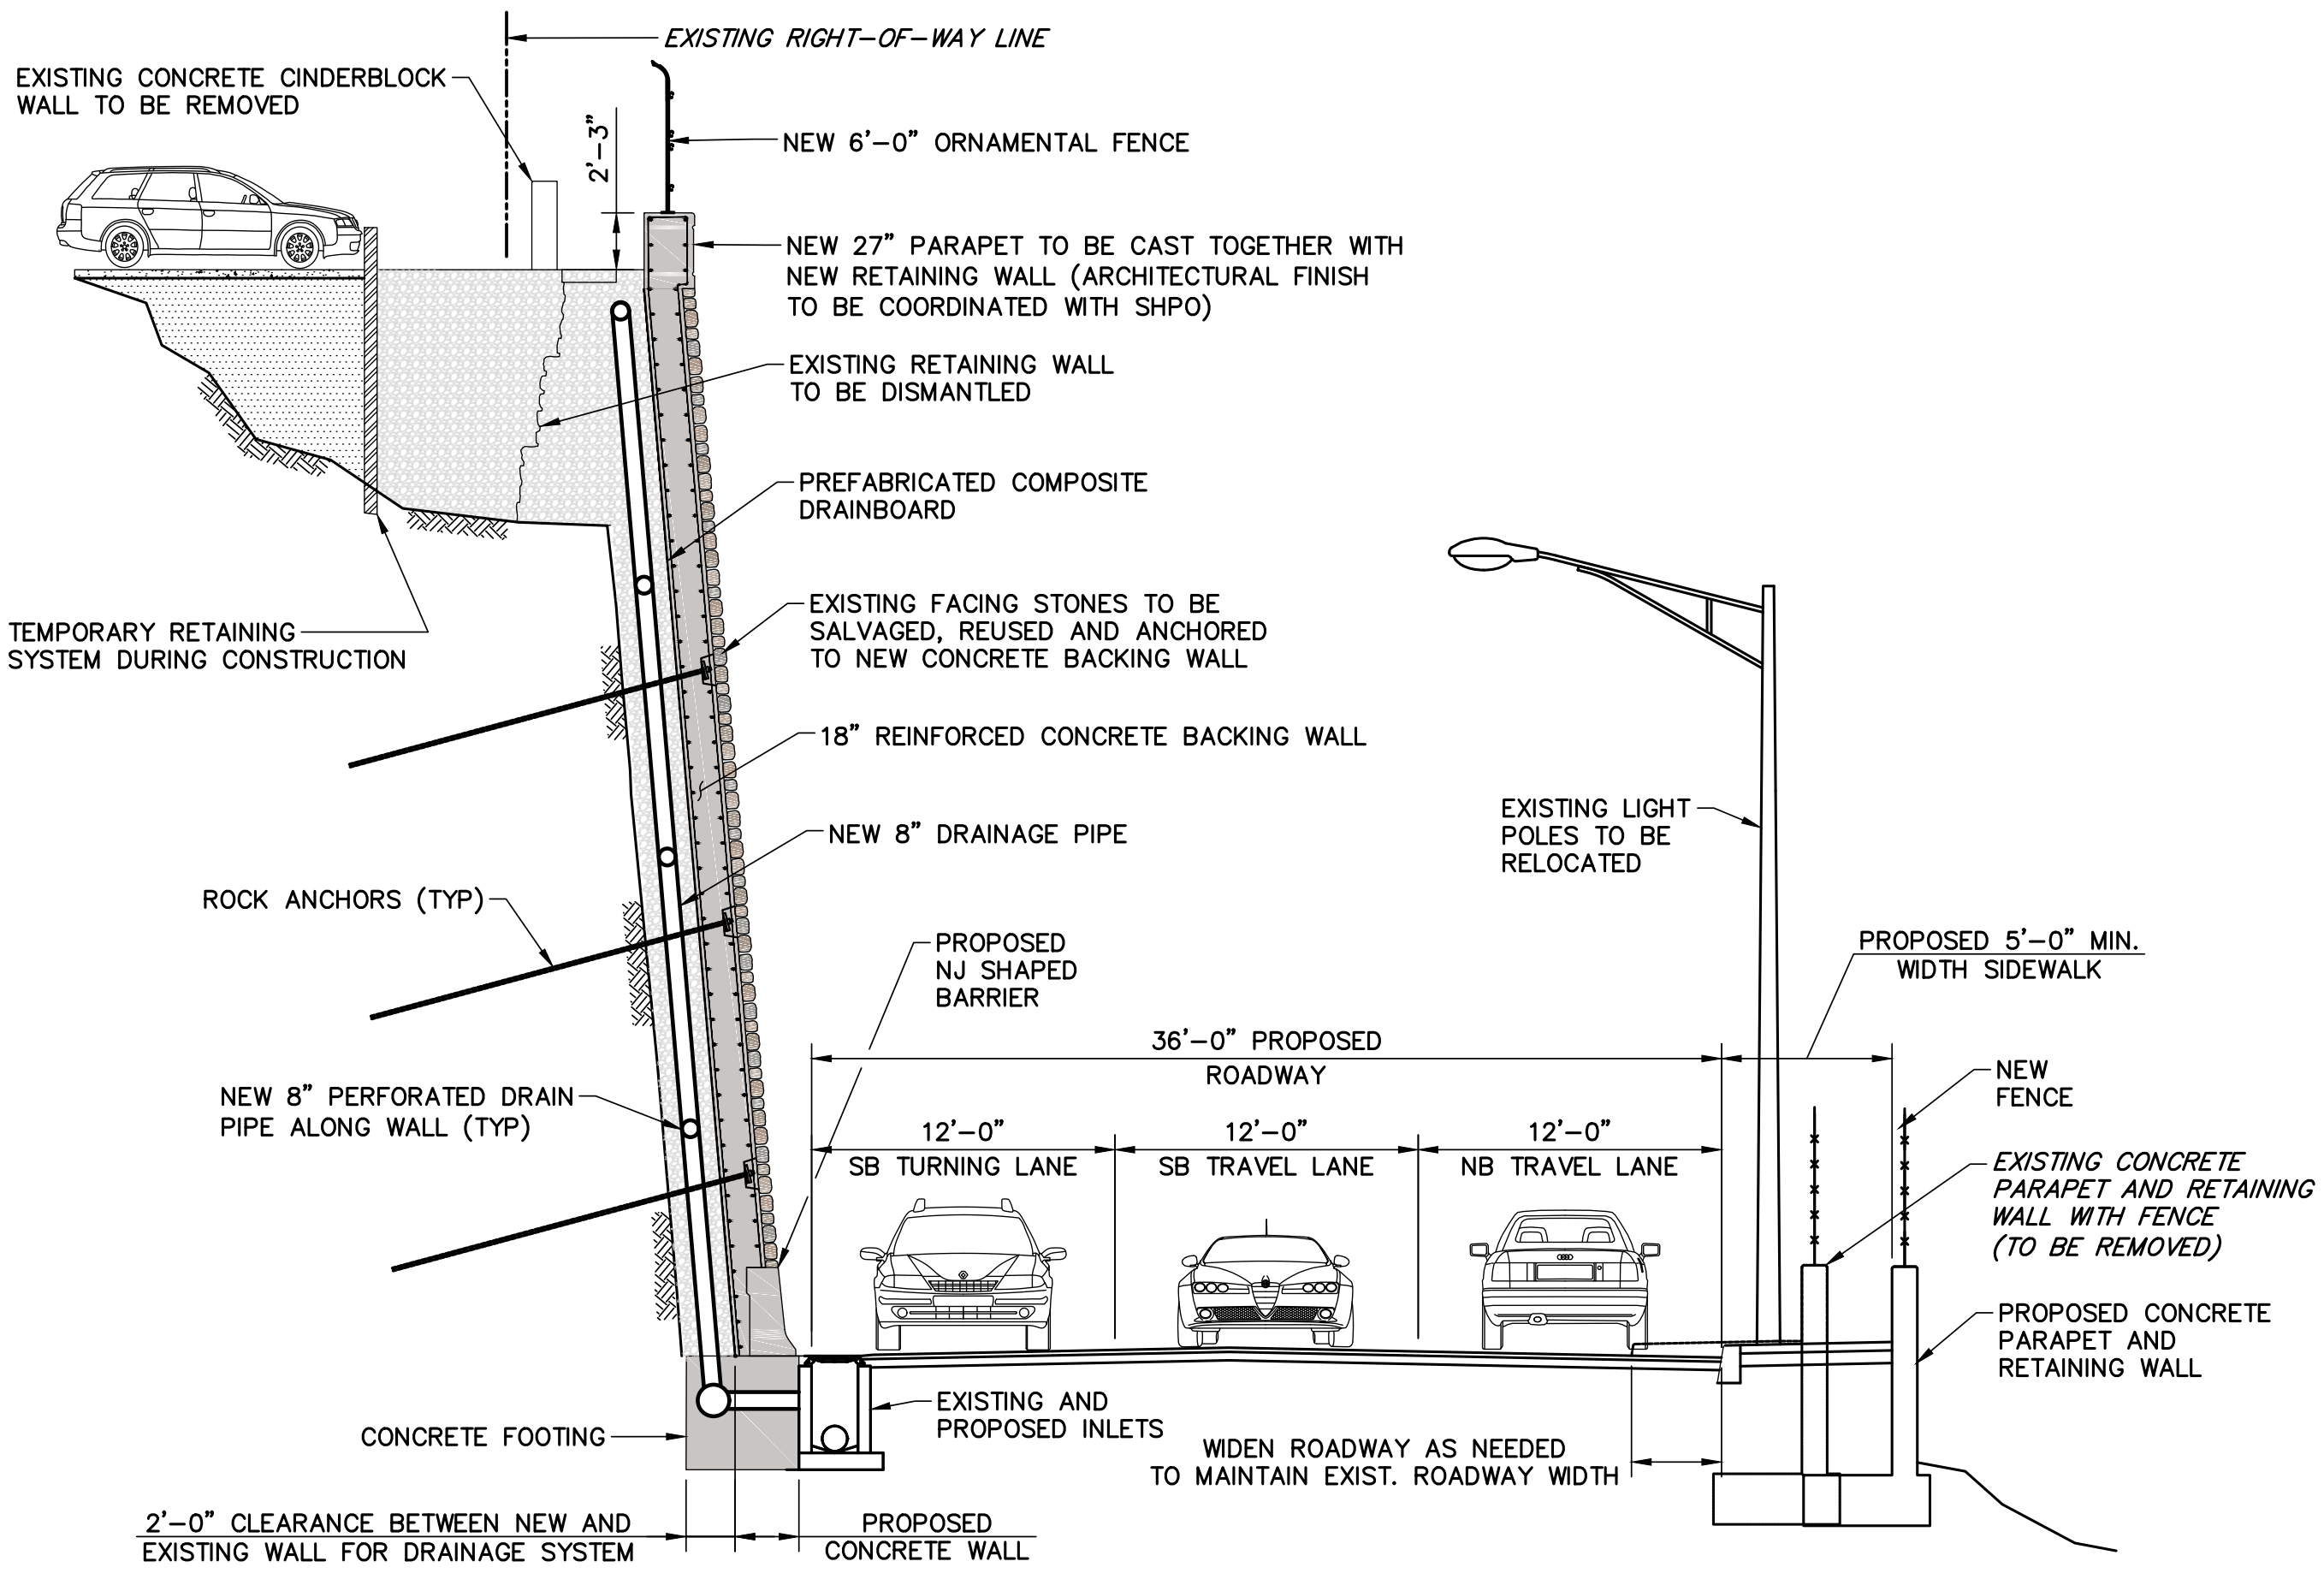 EXISTING RIGHT-OF-WAY LINE
EXISTING CONCRETE CINDERBLOCK
WALL TO BE REMOVED
2'-3"
NEW 6'-0" ORNAMENTAL FENCE
NEW 27" PARAPET TO BE CAST TOGETHER WITH
NEW RETAINING WALL (ARCHITECTURAL FINISH
TO BE COORDINATED WITH SHPO)
EXISTING RETAINING WALL
TO BE DISMANTLED
PREFABRICATED COMPOSITE
DRAINBOARD
TEMPORARY RETAINING
SYSTEM DURING CONSTRUCTION
EXISTING FACING STONES TO BE
SALVAGED, REUSED AND ANCHORED
TO NEW CONCRETE BACKING WALL
18" REINFORCED CONCRETE BACKING WALL
NEW 8" DRAINAGE PIPE
EXISTING LIGHT
POLES TO BE
RELOCATED
ROCK ANCHORS (TYP)
PROPOSED
NJ SHAPED
BARRIER
PROPOSED 5'-0" MIN.
WIDTH SIDEWALK
36'-0" PROPOSED
ROADWAY
NEW 8" PERFORATED DRAIN
PIPE ALONG WALL (TYP)
NEW
FENCE
12'-0"
SB TURNING LANE
12'-0"
SB TRAVEL LANE
12'-0"
NB TRAVEL LANE
EXISTING CONCRETE
PARAPET AND RETAINING
WALL WITH FENCE
(TO BE REMOVED)
PROPOSED CONCRETE
PARAPET AND
RETAINING WALL
EXISTING AND
PROPOSED INLETS
CONCRETE FOOTING
WIDEN ROADWAY AS NEEDED
TO MAINTAIN EXIST. ROADWAY WIDTH
2'-0" CLEARANCE BETWEEN NEW AND
EXISTING WALL FOR DRAINAGE SYSTEM
PROPOSED
CONCRETE WALL